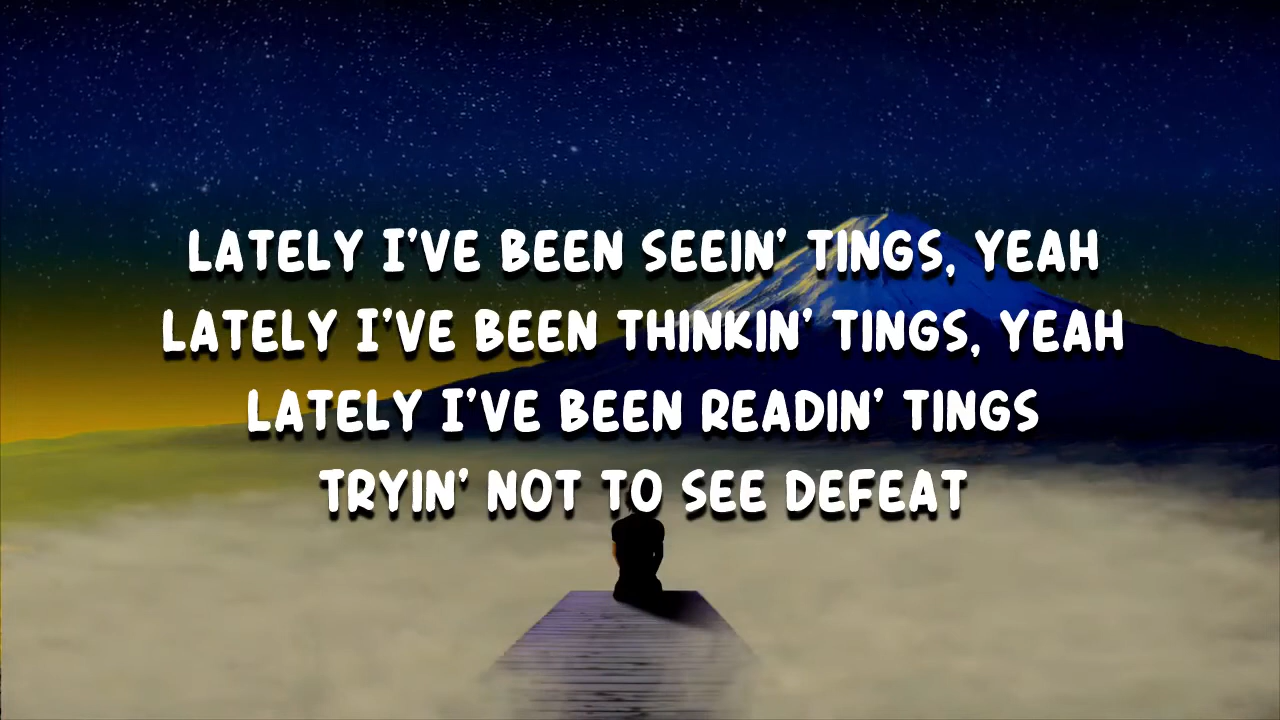 LATELY I'VE BEEN SEEIN' TINGS, YEAH
LATELY I'VE BEEN THINKIN' TINGS, YEAH
LATELY I'VE BEEN READIN' TINGS
TRYIN' NOT TO SEE DEFEAT